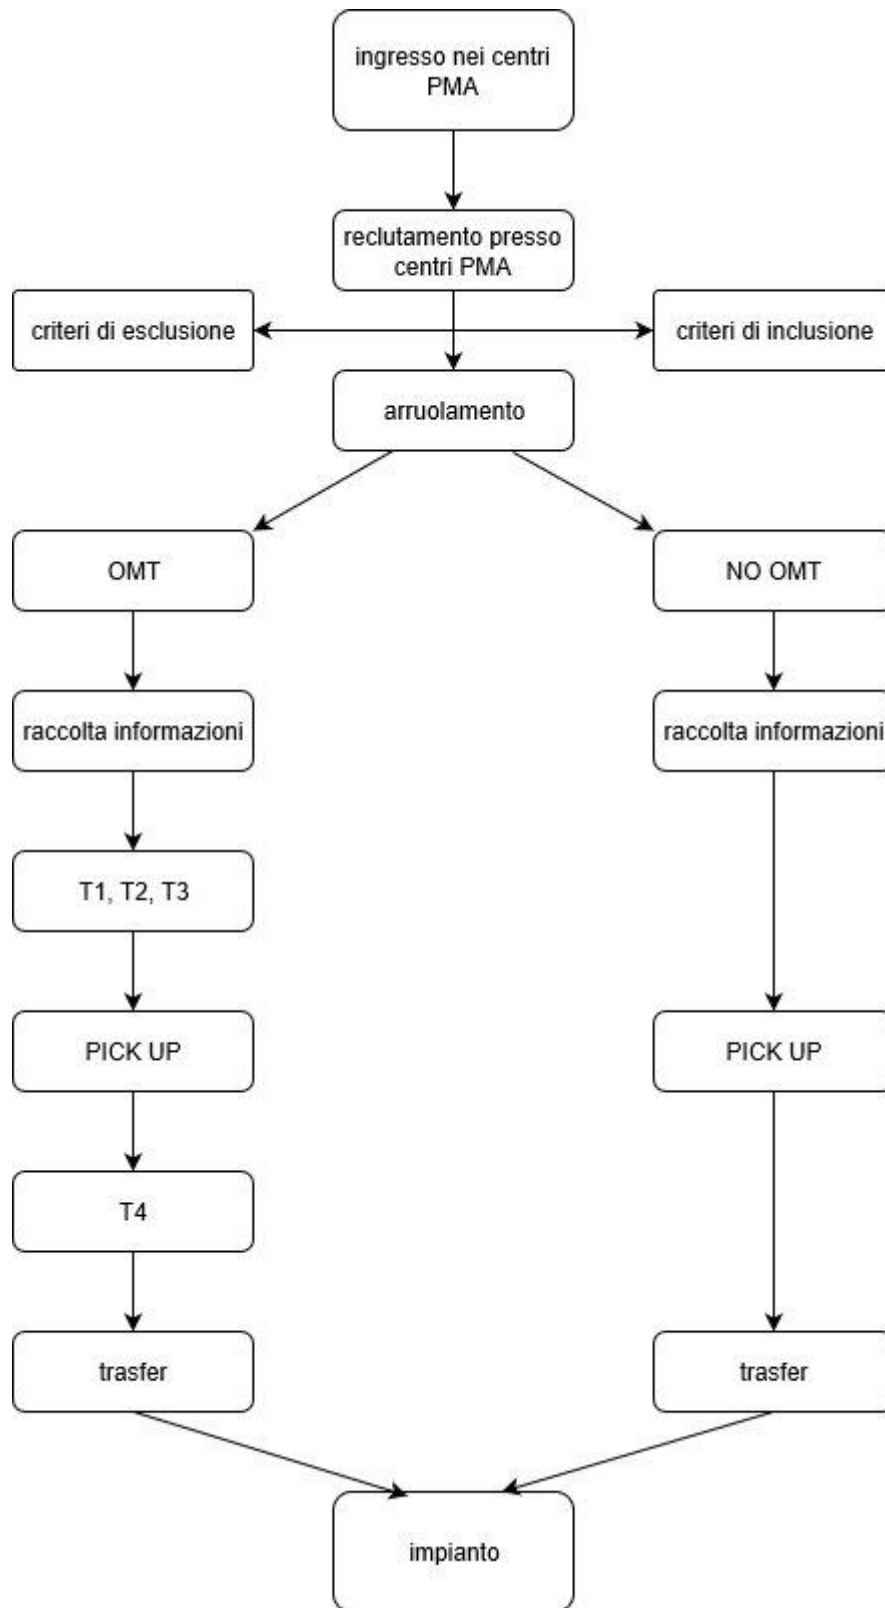 ingresso nei centri
PMA
reclutamento presso
centri PMA
criteri di esclusione
criteri di inclusione
arruolamento
OMT
NO OMT
raccolta informazioni
raccolta informazioni
T1, T2, T3
PICK UP
PICK UP
T4
trasfer
trasfer
impianto